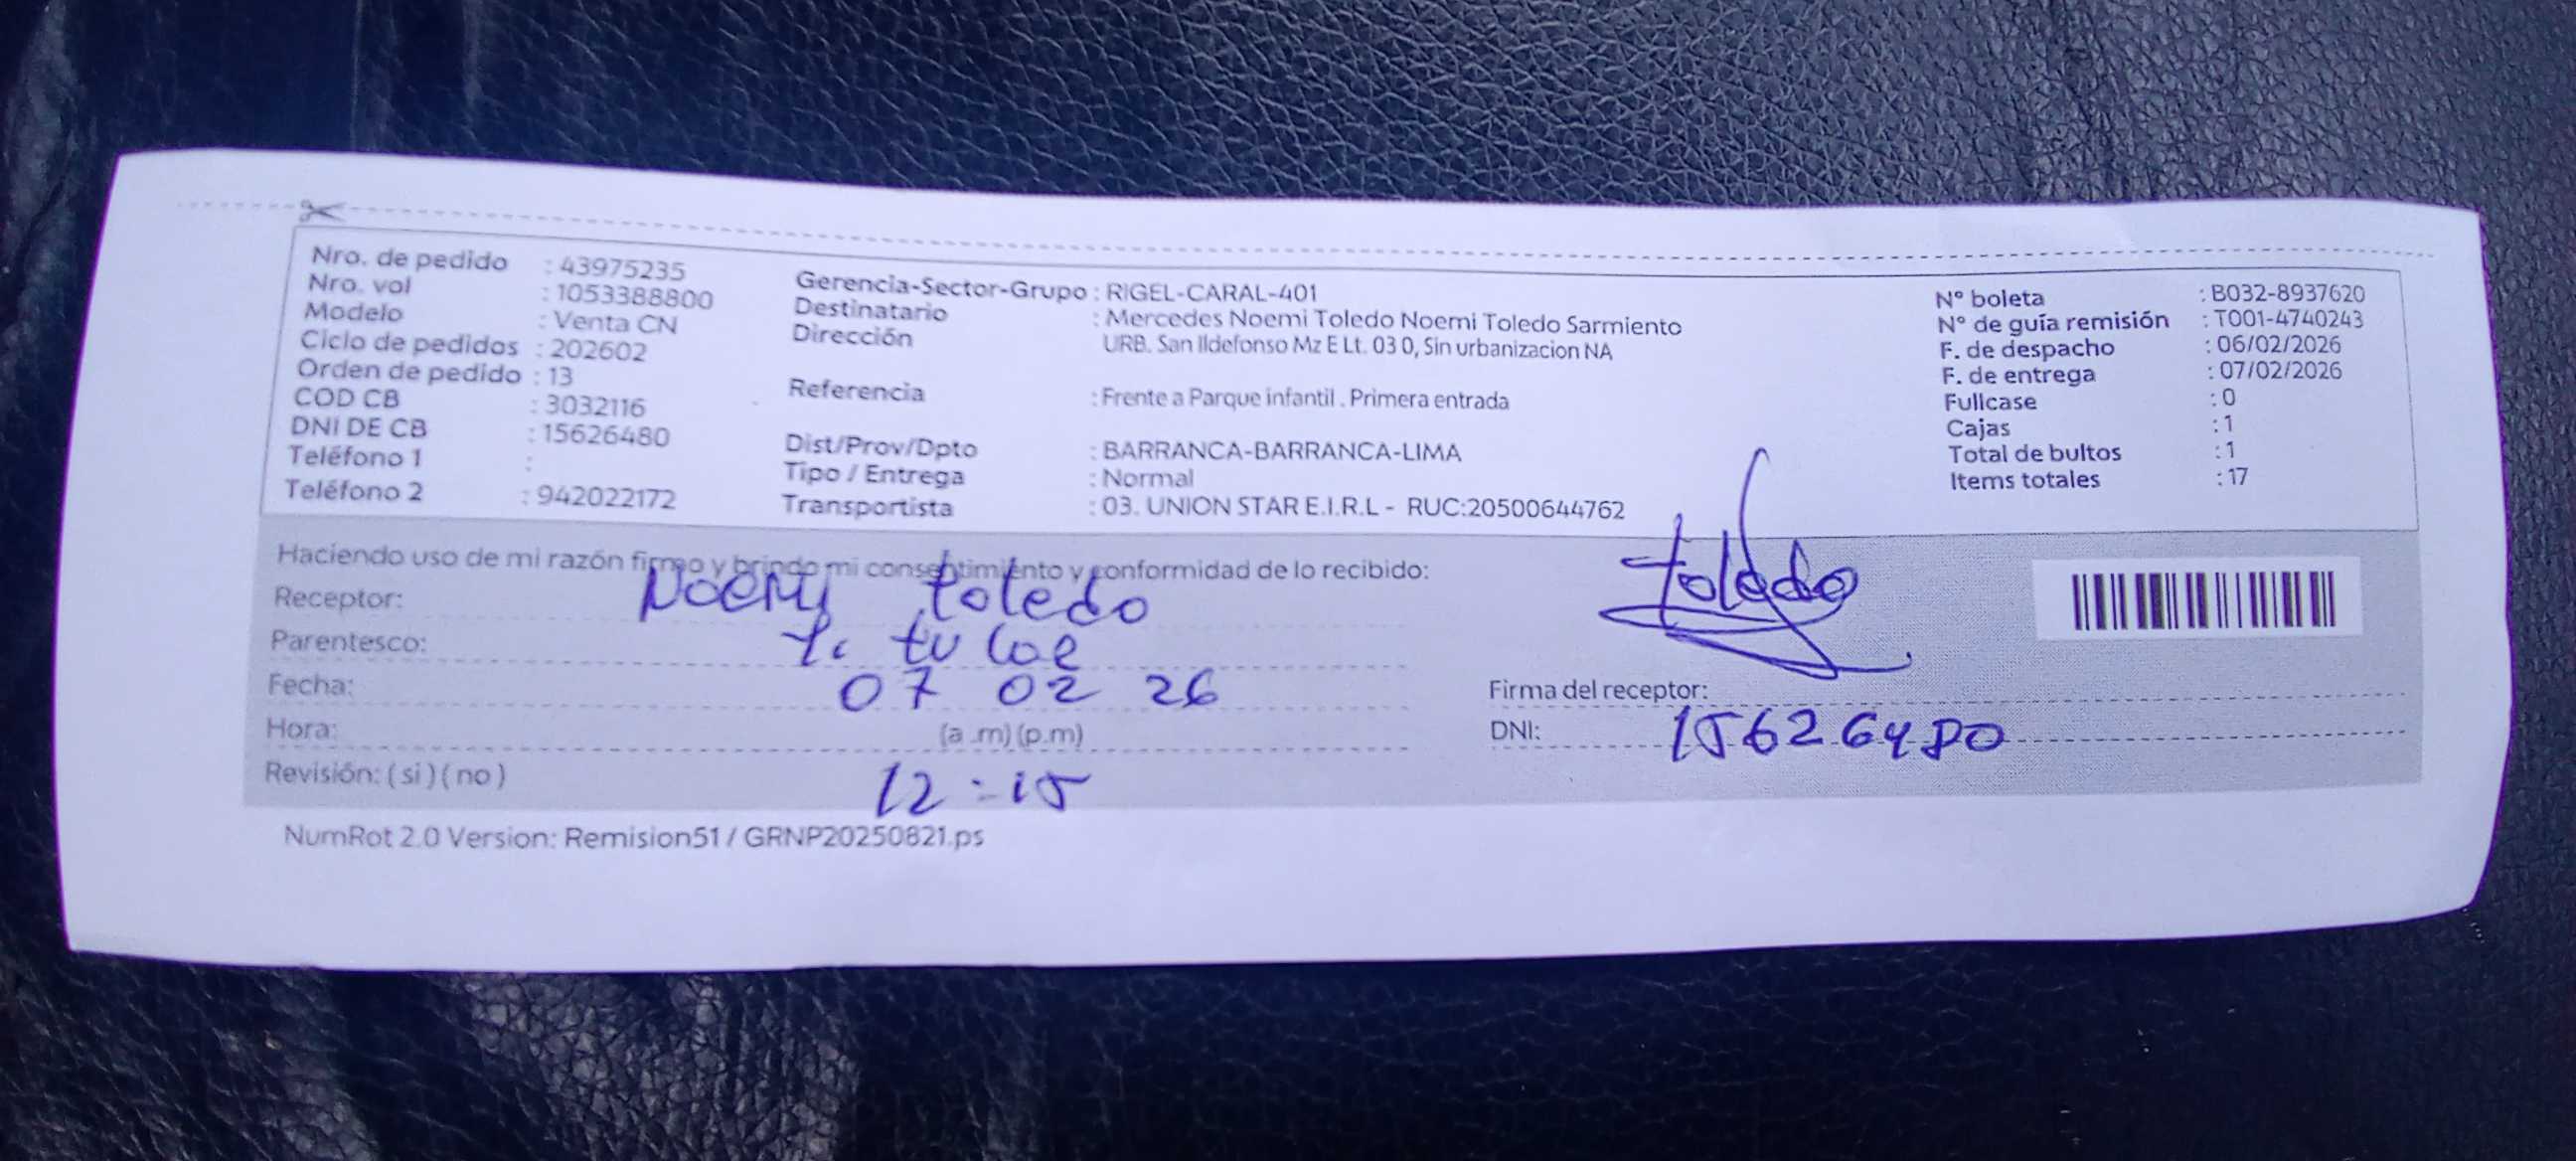 Nro. de pedido : 43975235
Nro. vol : 1053388800
Modelo : Venta CN
Ciclo de pedidos : 202602
Orden de pedido : 13
COD CB : 3032116
DNI DE CB : 15626480
Teléfono 1 :
Teléfono 2 : 942022172
Gerencia-Sector-Grupo : RIGEL-CARAL-401
Destinatario : Mercedes Noemi Toledo Noemi Toledo Sarmiento
Dirección URB. San Ildefonso Mz E Lt. 03 0, Sin urbanizacion NA
Referencia : Frente a Parque infantil . Primera entrada
Dist/Prov/Dpto : BARRANCA-BARRANCA-LIMA
Tipo / Entrega : Normal
Transportista : 03. UNION STAR E.I.R.L - RUC:20500644762
N° boleta : B032-8937620
N° de guía remisión : T001-4740243
F. de despacho : 06/02/2026
F. de entrega : 07/02/2026
Fullcase : 0
Cajas : 1
Total de bultos : 1
Items totales : 17
Haciendo uso de mi razón firmo y brindo mi consentimiento y conformidad de lo recibido:
Receptor: Noemi Toledo
Parentesco: Titular
Fecha: 07 02 26
Hora: (a .m) (p.m)
12:15
Revisión: ( si ) ( no )
Toledo
Firma del receptor:
DNI: 15626480
NumRot 2.0 Version: Remision51 / GRNP20250821.ps